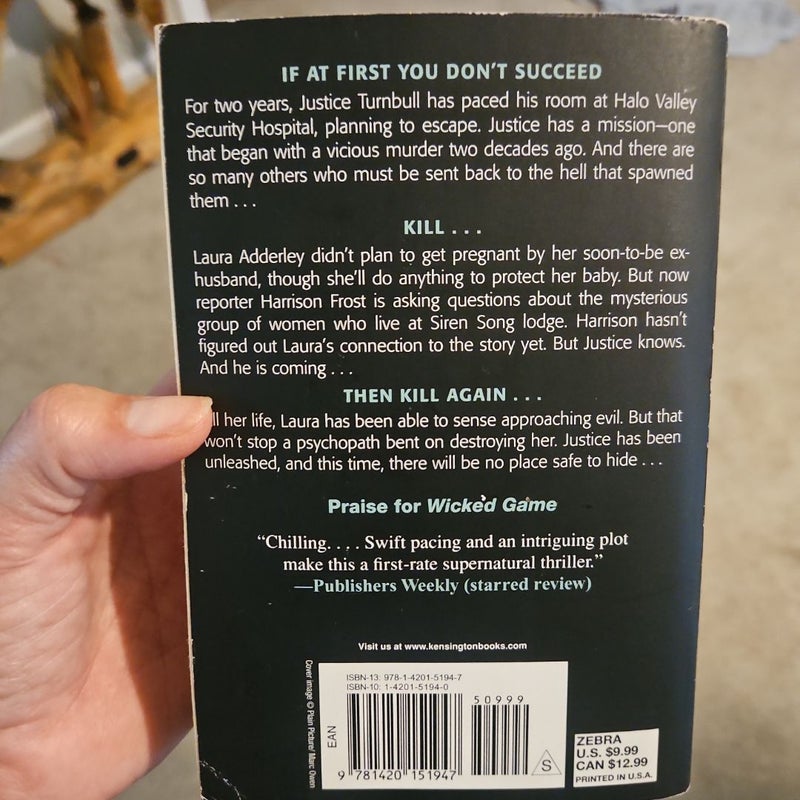 IF AT FIRST YOU DON'T SUCCEED
For two years, Justice Turnbull has paced his room at Halo Valley
Security Hospital, planning to escape. Justice has a mission—one
that began with a vicious murder two decades ago. And there are
so many others who must be sent back to the hell that spawned
them . . .
KILL . . .
Laura Adderley didn't plan to get pregnant by her soon-to-be ex-
husband, though she'll do anything to protect her baby. But now
reporter Harrison Frost is asking questions about the mysterious
group of women who live at Siren Song lodge. Harrison hasn't
figured out Laura's connection to the story yet. But Justice knows.
And he is coming . . .
THEN KILL AGAIN . . .
ll her life, Laura has been able to sense approaching evil. But that
won't stop a psychopath bent on destroying her. Justice has been
unleashed, and this time, there will be no place safe to hide . . .
Praise for Wicked Game
“Chilling. . . . Swift pacing and an intriguing plot
make this a first-rate supernatural thriller.”
—Publishers Weekly (starred review)
Visit us at www.kensingtonbooks.com
Cover image © Plain Picture/ Marc Owen
ISBN-13: 978-1-4201-5194-7
ISBN-10: 1-4201-5194-0
50999
EAN
9 781420 151947
S
ZEBRA
U.S. $9.99
CAN $12.99
PRINTED IN U.S.A.